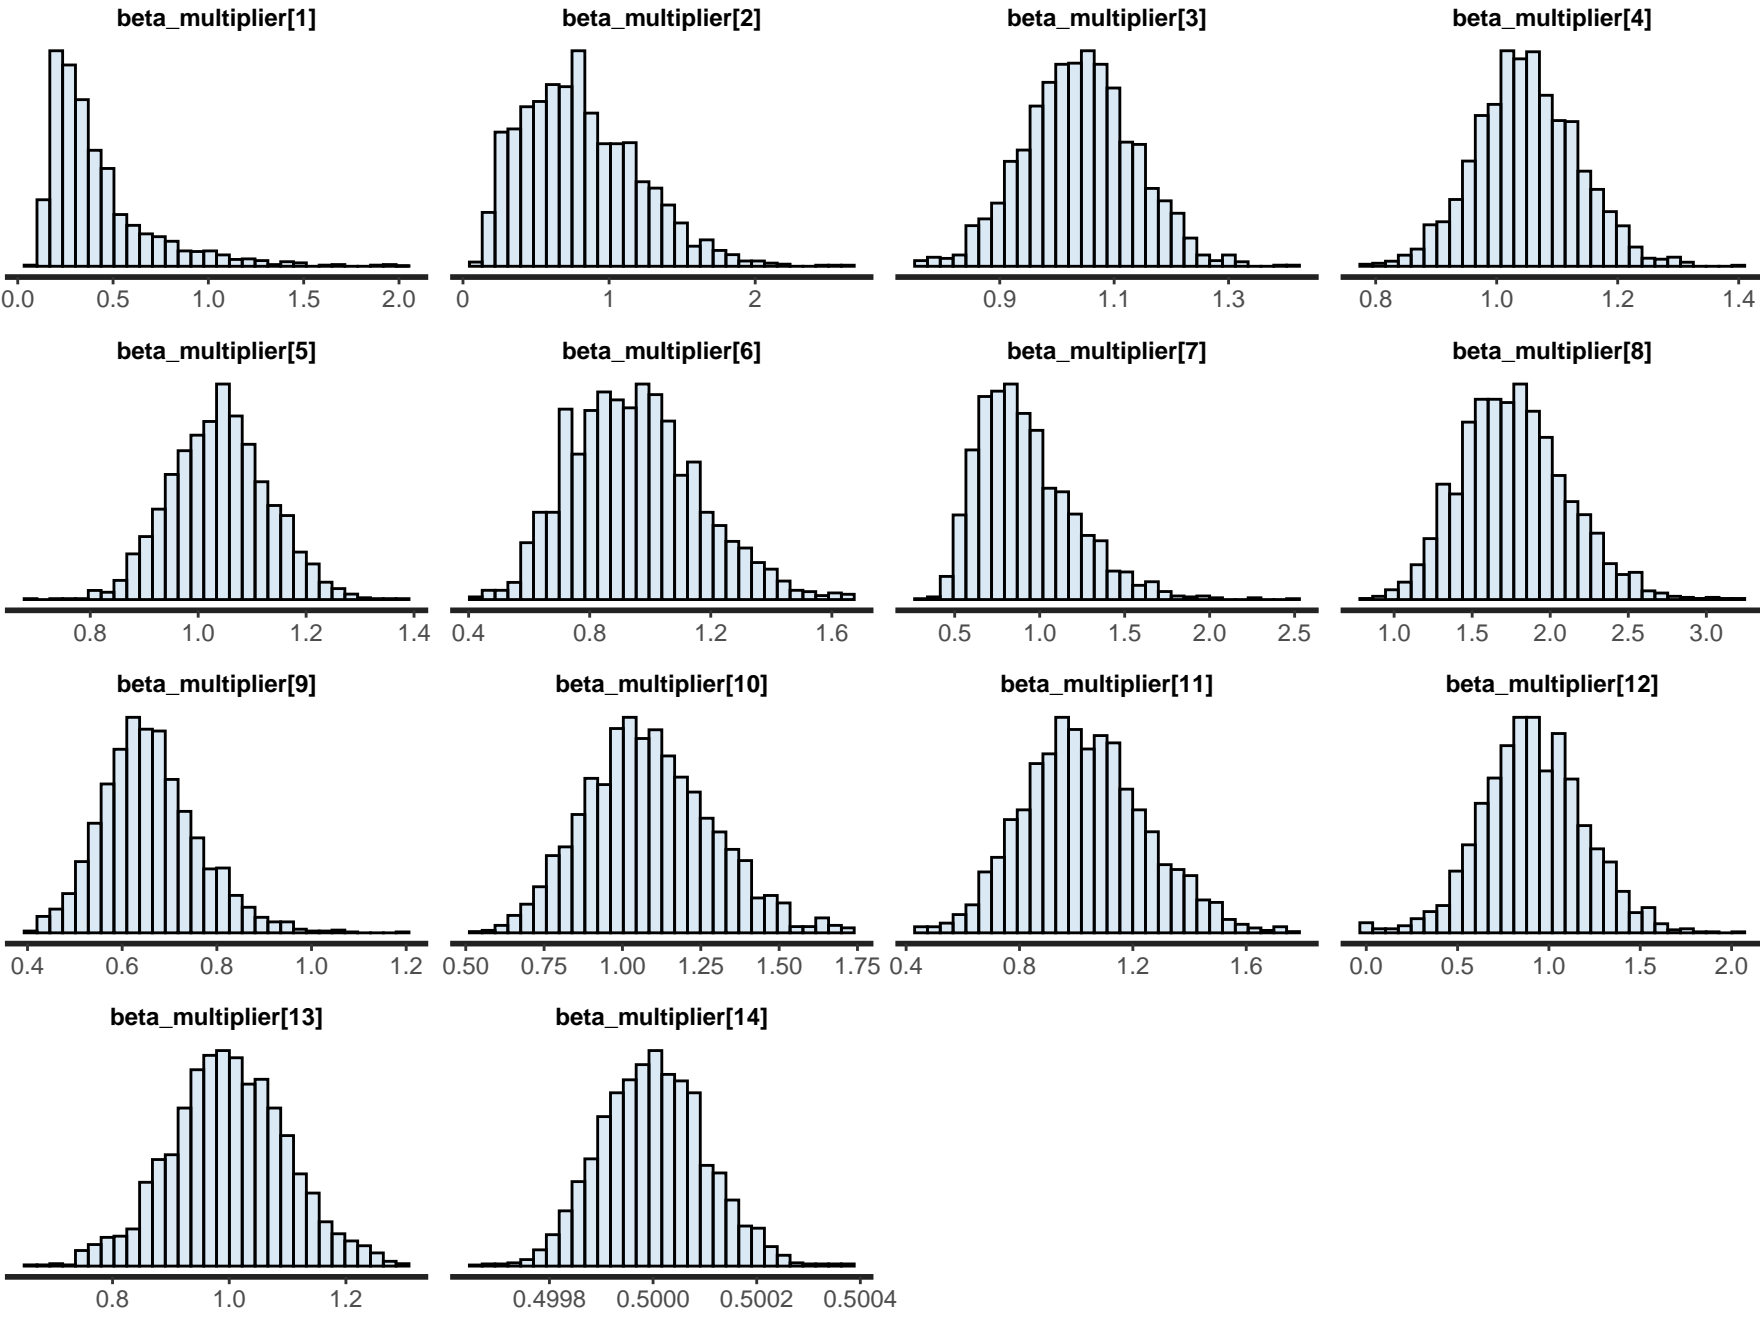 beta_multiplier[1] beta_multiplier[2] beta_multiplier[3] beta_multiplier[4]
0.0 0.5 1.0 1.5 2.0 0 1 2 0.9 1.1 1.3 0.8 1.0 1.2 1.4
beta_multiplier[5] beta_multiplier[6] beta_multiplier[7] beta_multiplier[8]
0.8 1.0 1.2 1.4 0.4 0.8 1.2 1.6 0.5 1.0 1.5 2.0 2.5 1.0 1.5 2.0 2.5 3.0
beta_multiplier[9] beta_multiplier[10] beta_multiplier[11] beta_multiplier[12]
0.4 0.6 0.8 1.0 1.2 0.50 0.75 1.00 1.25 1.50 1.75 0.4 0.8 1.2 1.6 0.0 0.5 1.0 1.5 2.0
beta_multiplier[13] beta_multiplier[14]
0.8 1.0 1.2 0.4998 0.5000 0.5002 0.5004